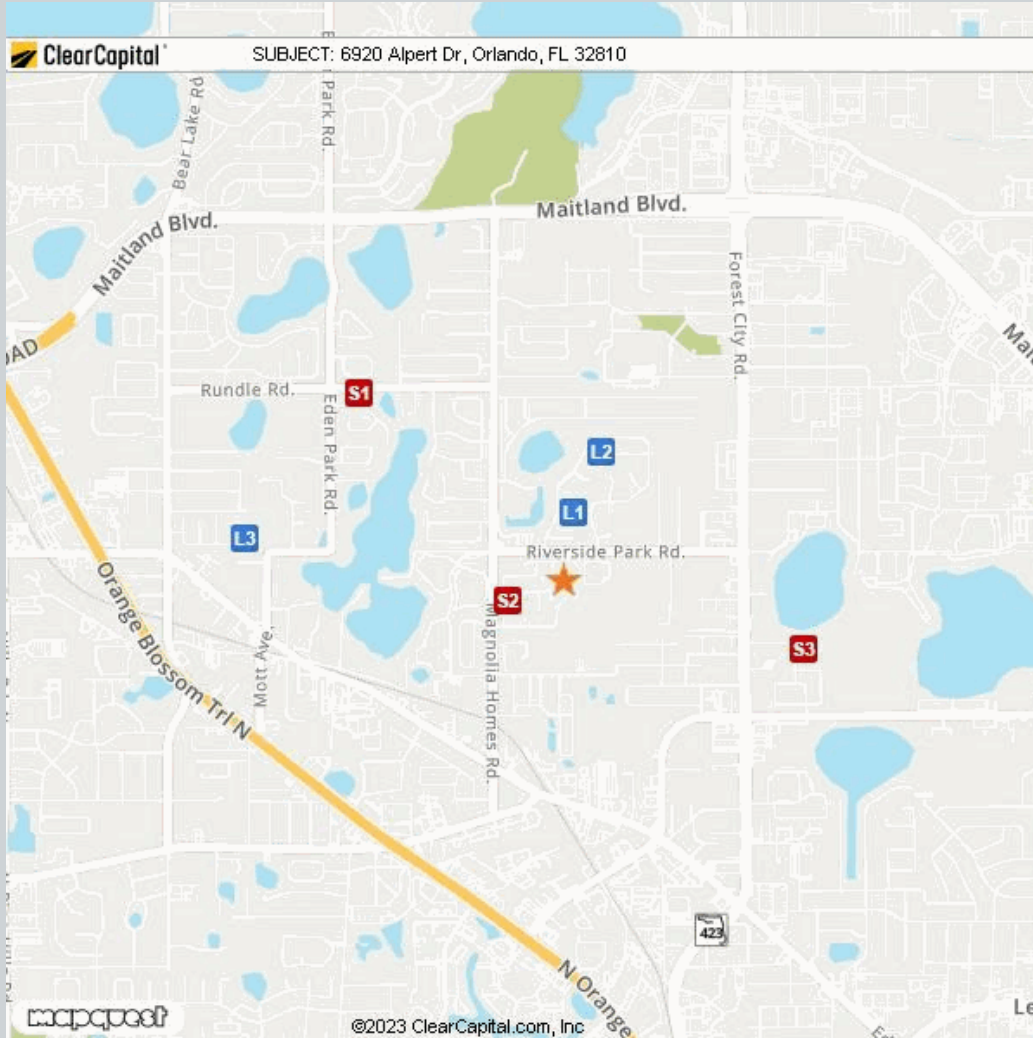 ClearCapital SUBJECT: 6920 Alpert Dr, Orlando, FL 32810
Park Rd.
Bear Lake Rd
Maitland Blvd.
Maitland Blvd.
Forest City Rd.
Rundle Rd.
S1
Eden Park Rd.
L2
L1
L3
Riverside Park Rd.
S2
Magnolia Homes Rd.
S3
Orange Blossom Trl N
Mott Ave.
423
N Orange
mapquest
©2023 ClearCapital.com, Inc